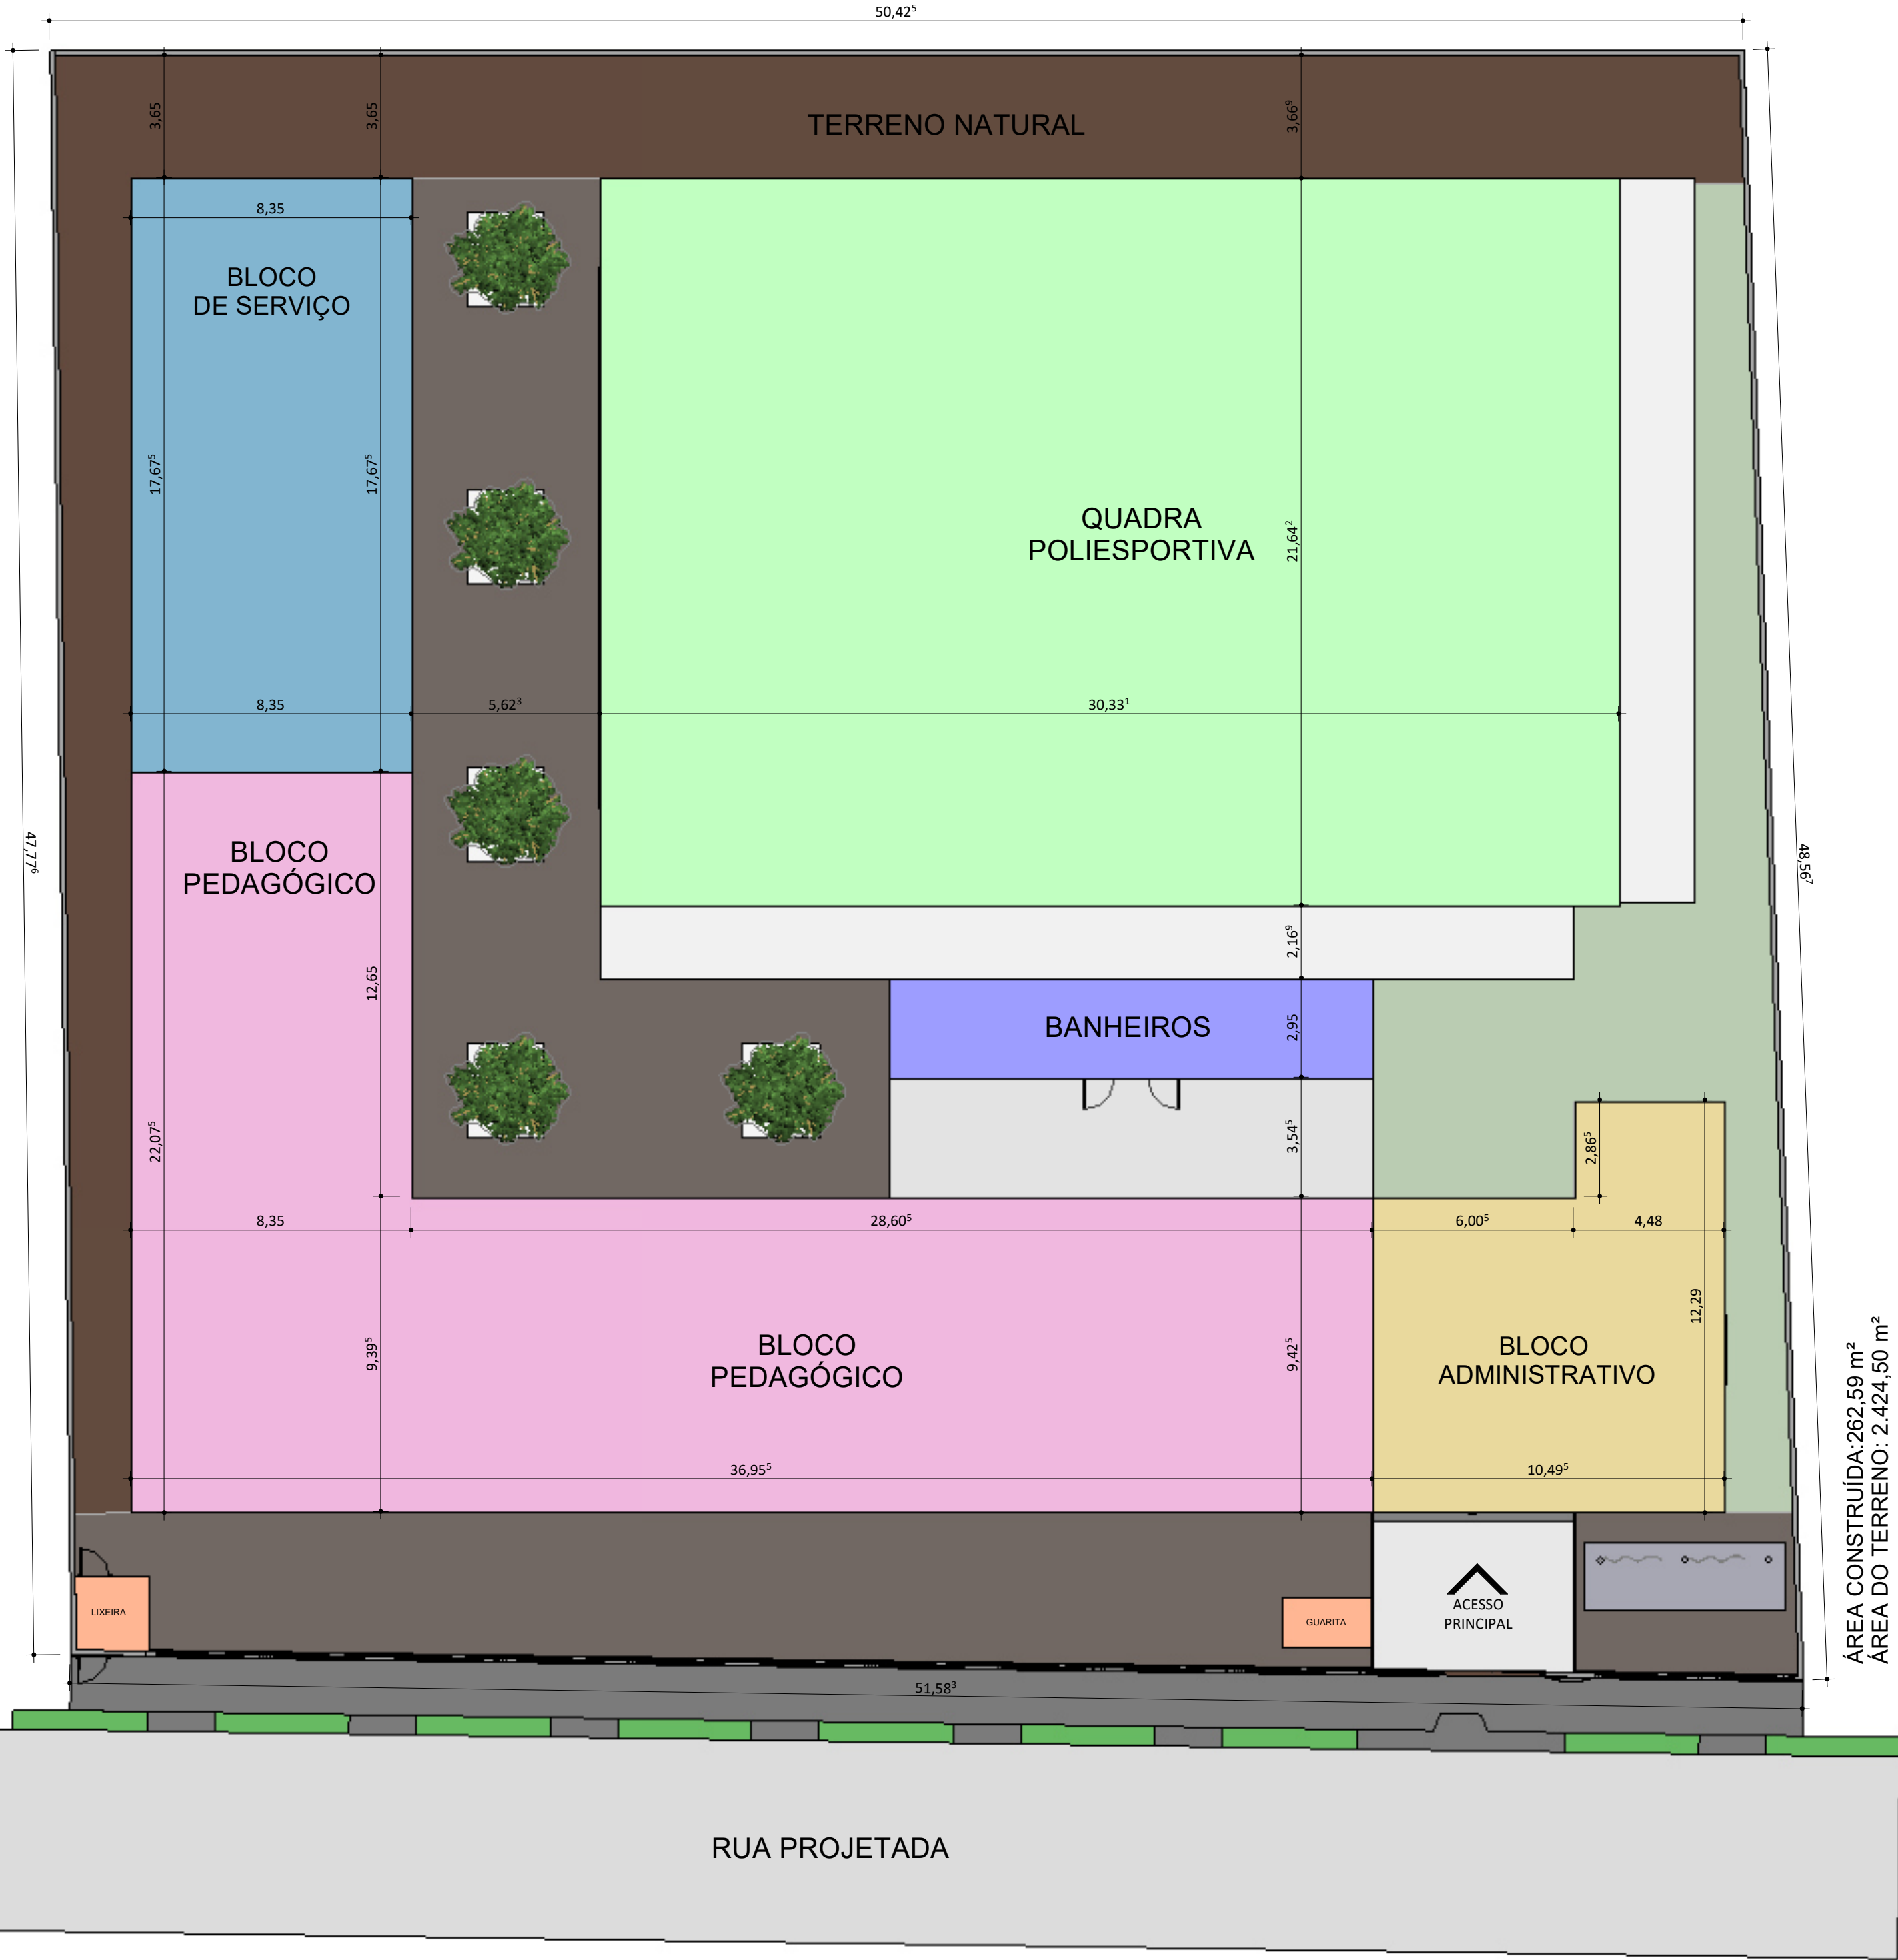 50,42⁵
3,65
3,65
3,66⁹
TERRENO NATURAL
8,35
BLOCO
DE SERVIÇO
17,67⁵
17,67⁵
QUADRA
POLIESPORTIVA
21,64²
8,35
5,62³
30,33¹
47,77⁶
48,56⁷
BLOCO
PEDAGÓGICO
12,65
2,16⁹
BANHEIROS
2,95
22,07⁵
3,54⁵
2,86⁵
8,35
28,60⁵
6,00⁵
4,48
12,29
9,39⁵
BLOCO
PEDAGÓGICO
9,42⁵
BLOCO
ADMINISTRATIVO
36,95⁵
10,49⁵
ÁREA CONSTRUÍDA:262,59 m²
ÁREA DO TERRENO: 2.424,50 m²
LIXEIRA
GUARITA
ACESSO
PRINCIPAL
51,58³
RUA PROJETADA